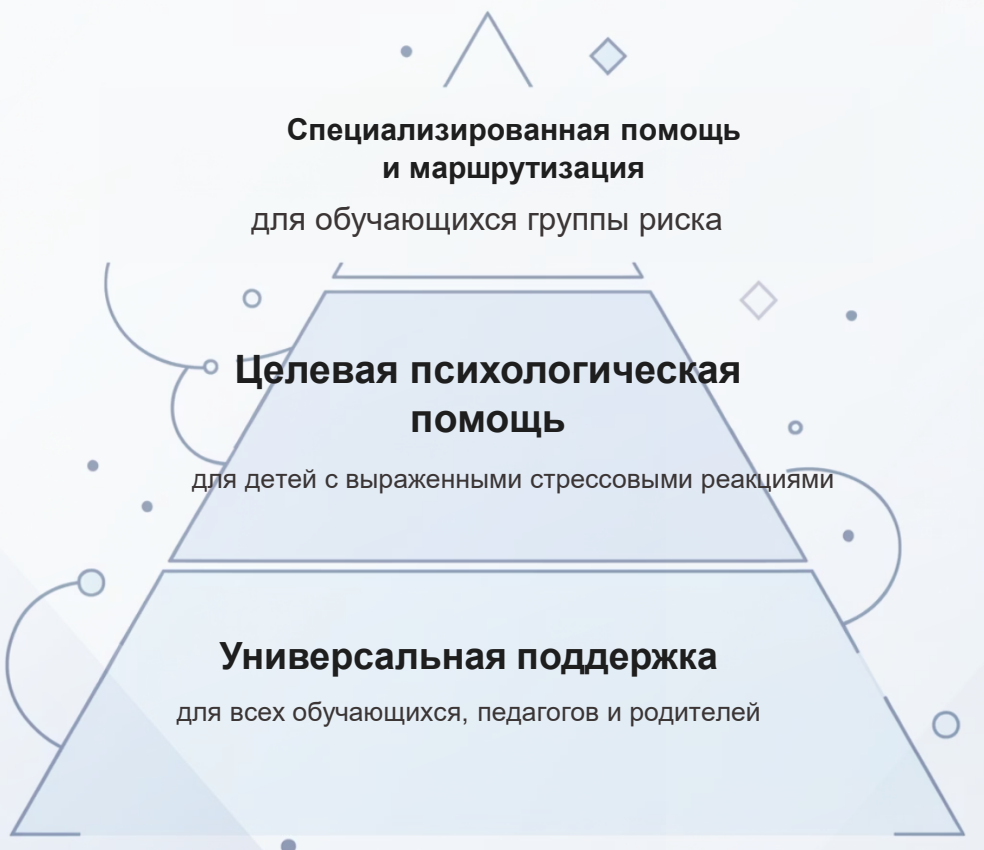 Специализированная помощь
и маршрутизация
для обучающихся группы риска
Целевая психологическая
помощь
для детей с выраженными стрессовыми реакциями
Универсальная поддержка
для всех обучающихся, педагогов и родителей